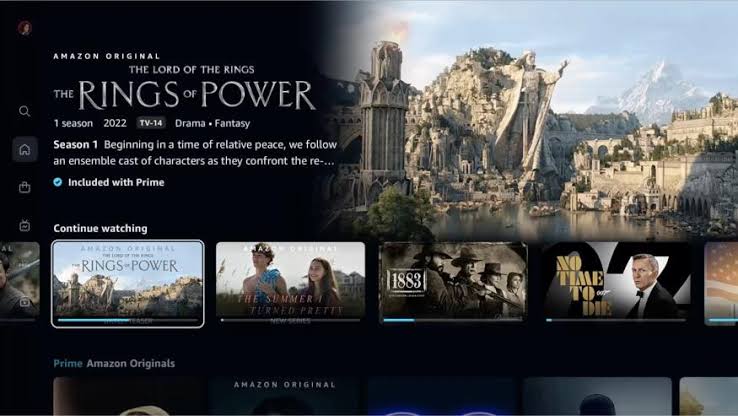 AMAZON ORIGINAL
THE LORD OF THE RINGS
THE RINGS OF POWER
1 season 2022 TV-14 Drama • Fantasy
Season 1 Beginning in a time of relative peace, we follow
an ensemble cast of characters as they confront the re-...
Included with Prime
Continue watching
AMAZON ORIGINAL
THE LORD OF THE RINGS
THE RINGS OF POWER
TEASER
AMAZON ORIGINAL
THE SUMMER I
TURNED PRETTY
NEW SERIES
1883
NO
TIME
TO
DIE
007
Prime Amazon Originals
AMAZON ORIGINAL